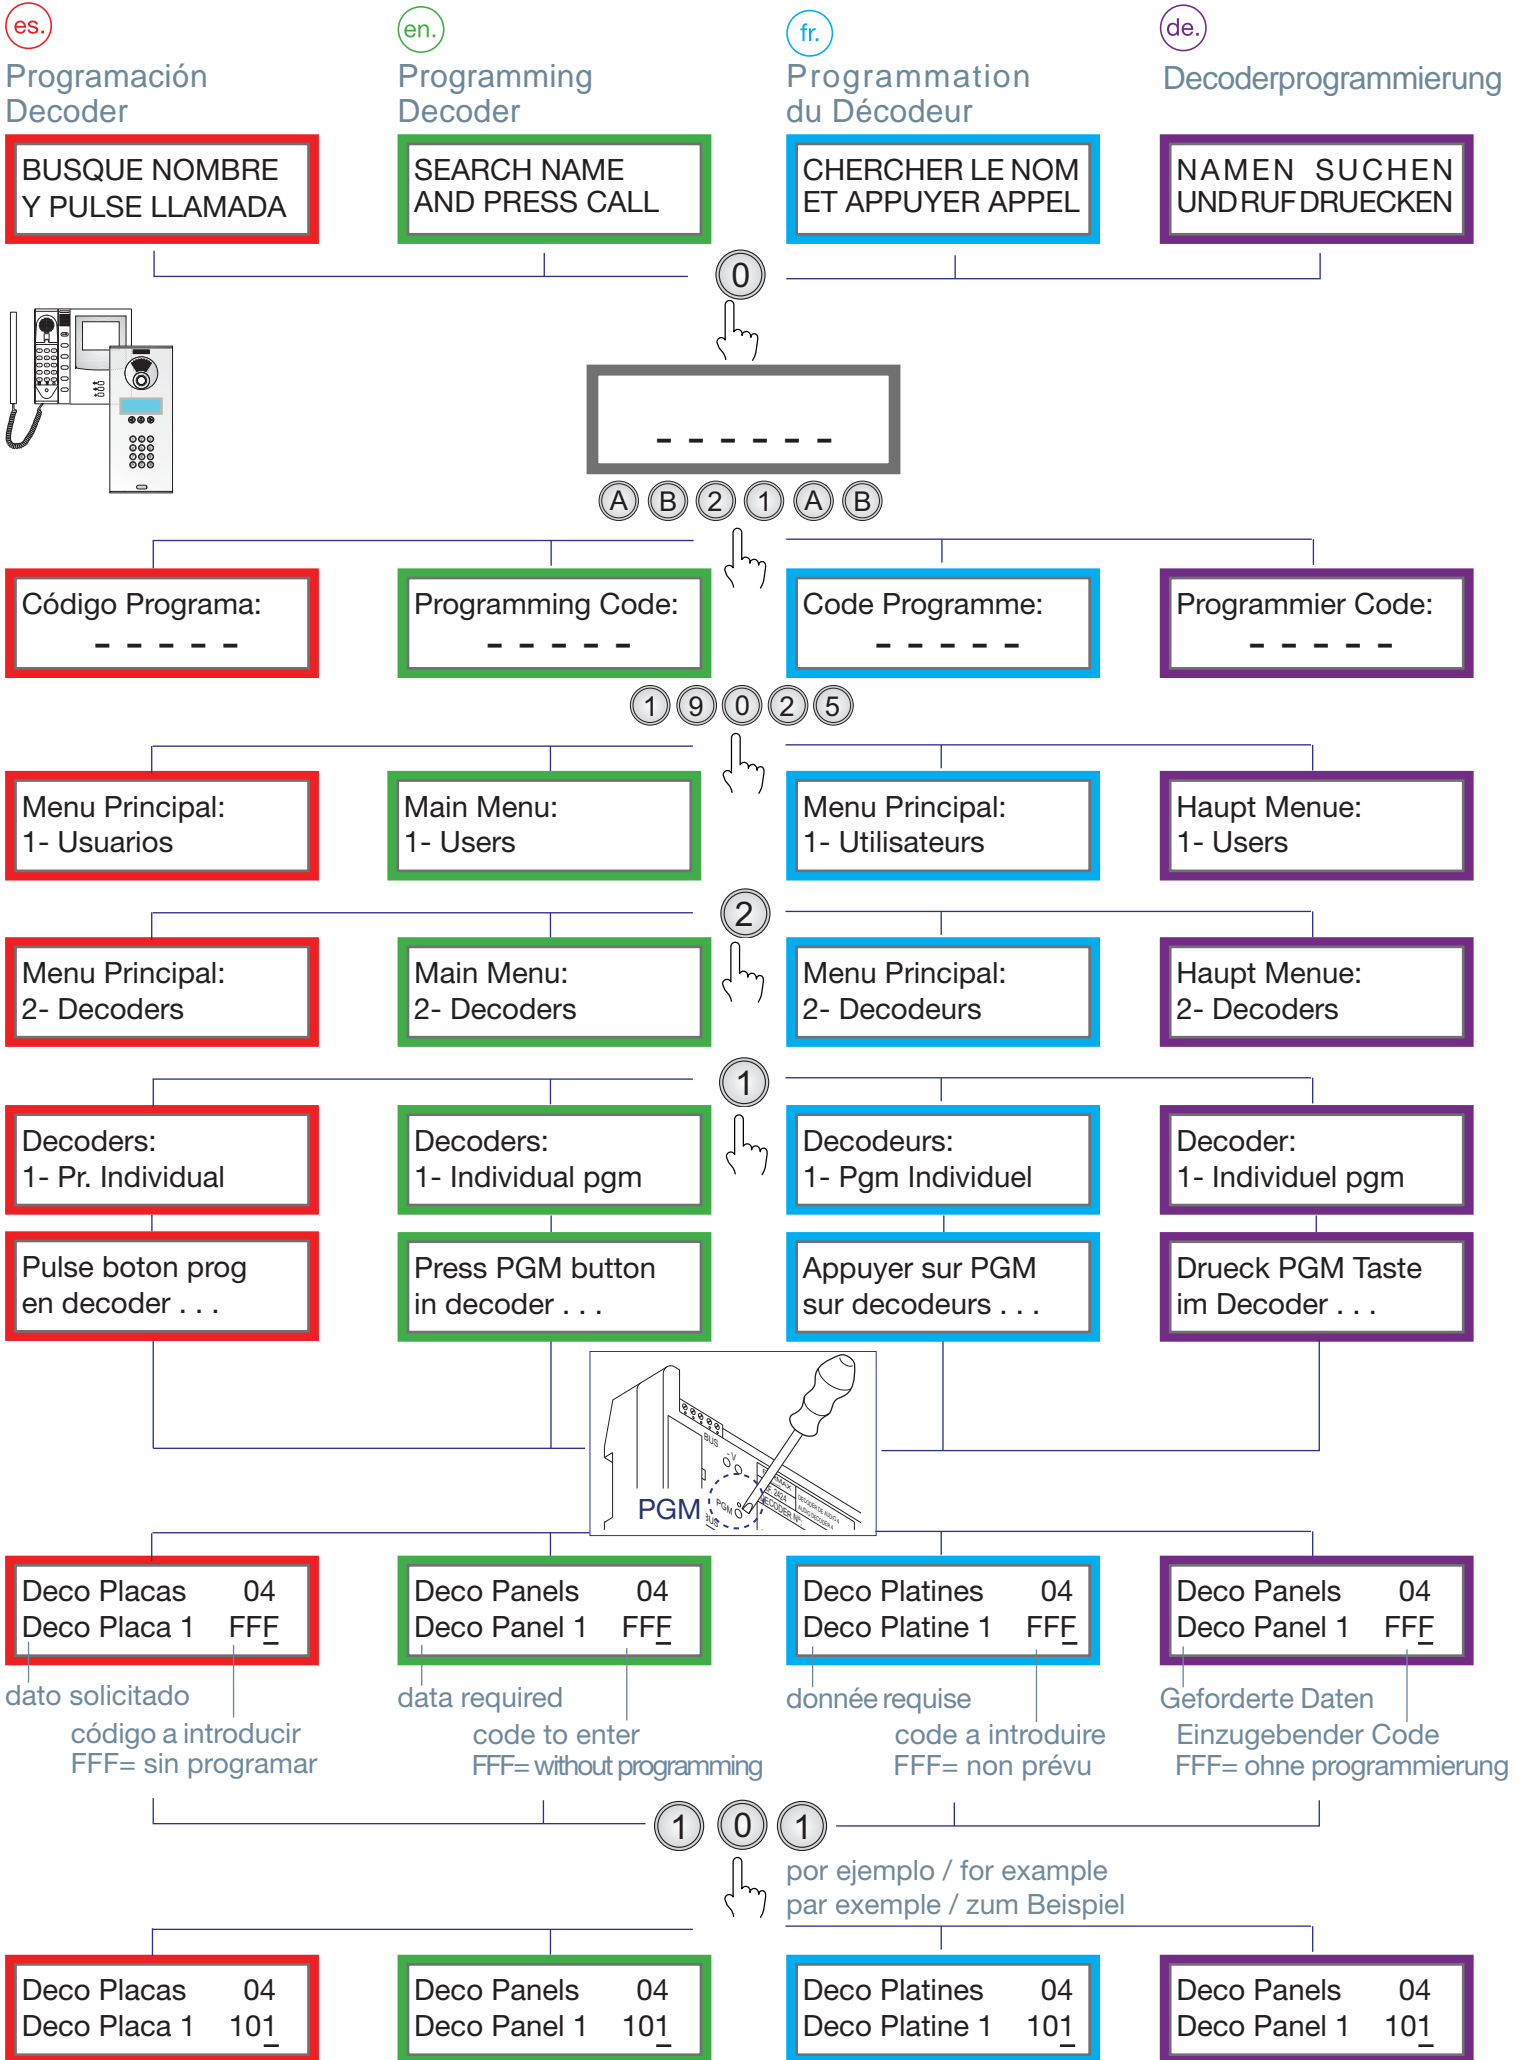 es.
en.
fr.
de.
Programación
Decoder
Programming
Decoder
Programmation
du Décodeur
Decoderprogrammierung
BUSQUE NOMBRE
Y PULSE LLAMADA
SEARCH NAME
AND PRESS CALL
CHERCHER LE NOM
ET APPUYER APPEL
NAMEN SUCHEN
UND RUF DRUECKEN
0
_ _ _ _ _ _
A B 2 1 A B
Código Programa:
_ _ _ _ _
Programming Code:
_ _ _ _ _
Code Programme:
_ _ _ _ _
Programmier Code:
_ _ _ _ _
1 9 0 2 5
Menu Principal:
1- Usuarios
Main Menu:
1- Users
Menu Principal:
1- Utilisateurs
Haupt Menue:
1- Users
2
Menu Principal:
2- Decoders
Main Menu:
2- Decoders
Menu Principal:
2- Decodeurs
Haupt Menue:
2- Decoders
1
Decoders:
1- Pr. Individual
Decoders:
1- Individual pgm
Decodeurs:
1- Pgm Individuel
Decoder:
1- Individuel pgm
Pulse boton prog
en decoder . . .
Press PGM button
in decoder . . .
Appuyer sur PGM
sur decodeurs . . .
Drueck PGM Taste
im Decoder . . .
BUS
- V
PGM
PGM
BUS
DECODER Nº.
DECODER DE AUDIO 4
AUDIO DECODER 4
Deco Placas 04
Deco Placa 1 FFF
Deco Panels 04
Deco Panel 1 FFF
Deco Platines 04
Deco Platine 1 FFF
Deco Panels 04
Deco Panel 1 FFF
dato solicitado
código a introducir
FFF= sin programar
data required
code to enter
FFF= without programming
donnée requise
code a introduire
FFF= non prévu
Geforderte Daten
Einzugebender Code
FFF= ohne programmierung
1 0 1
por ejemplo / for example
par exemple / zum Beispiel
Deco Placas 04
Deco Placa 1 101
Deco Panels 04
Deco Panel 1 101
Deco Platines 04
Deco Platine 1 101
Deco Panels 04
Deco Panel 1 101